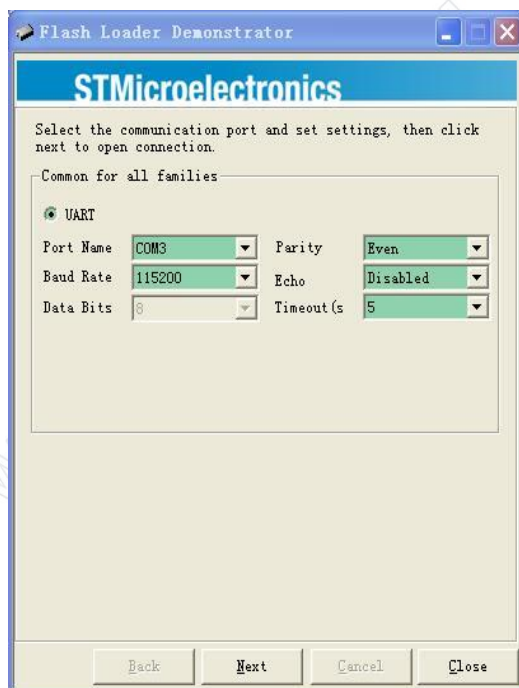 Flash Loader Demonstrator
STMicroelectronics
Select the communication port and set settings, then click
next to open connection.
Common for all families
UART
Port Name COM3 Parity Even
Baud Rate 115200 Echo Disabled
Data Bits 8 Timeout(s 5
Back Next Cancel Close